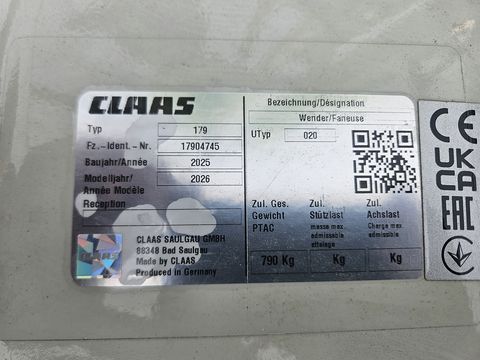 CLAAS
Typ 179
Fz.-Ident.-Nr. 17904745
Baujahr/Année 2025
Modelljahr/ 2026
Année Modèle
Reception
Bezeichnung/Désignation
Wender/Faneuse
UTyp 020
Zul. Ges. Zul. Zul.
Gewicht Stützlast Achslast
PTAC masse max Charge max
admissible admissible
attelage
790 Kg Kg Kg
CLAAS
CLAAS SAULGAU GMBH
88348 Bad Saulgau
Made by CLAAS
Produced in Germany
CE
UK
CA
EAC